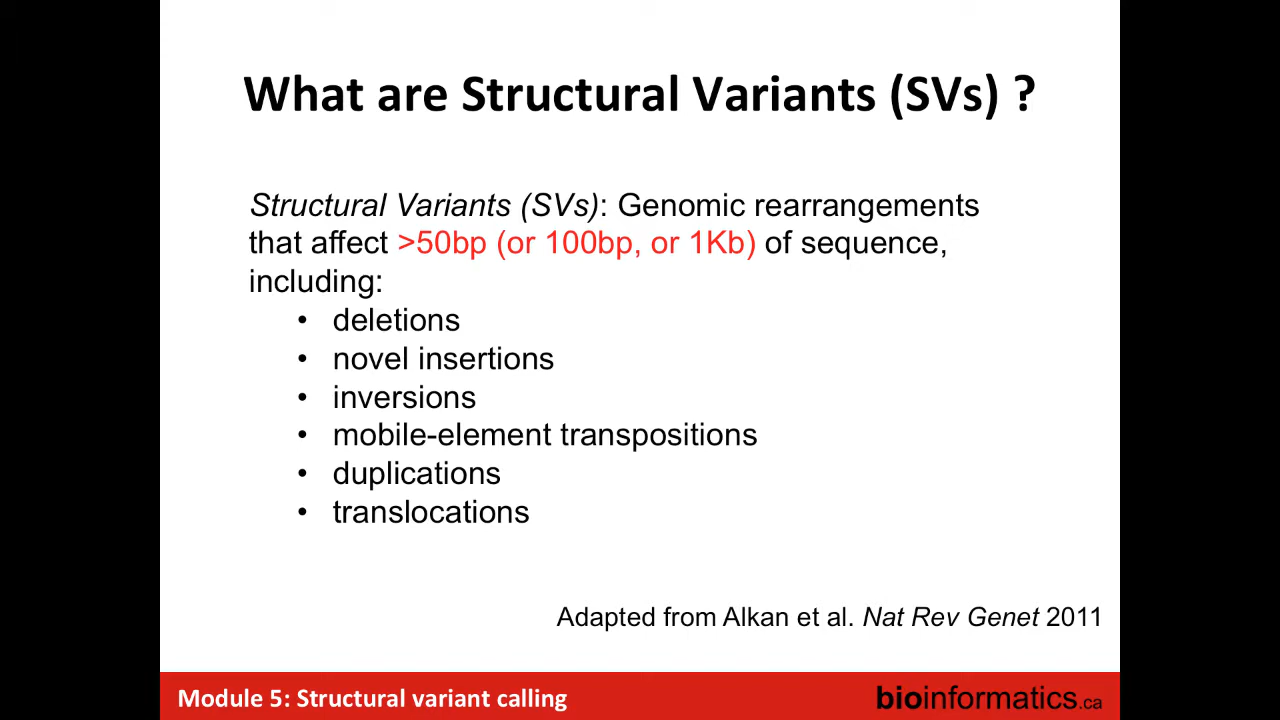 What are Structural Variants (SVs) ?
Structural Variants (SVs): Genomic rearrangements
that affect >50bp (or 100bp, or 1Kb) of sequence,
including:
• deletions
• novel insertions
• inversions
• mobile-element transpositions
• duplications
• translocations
Adapted from Alkan et al. Nat Rev Genet 2011
Module 5: Structural variant calling
bioinformatics.ca